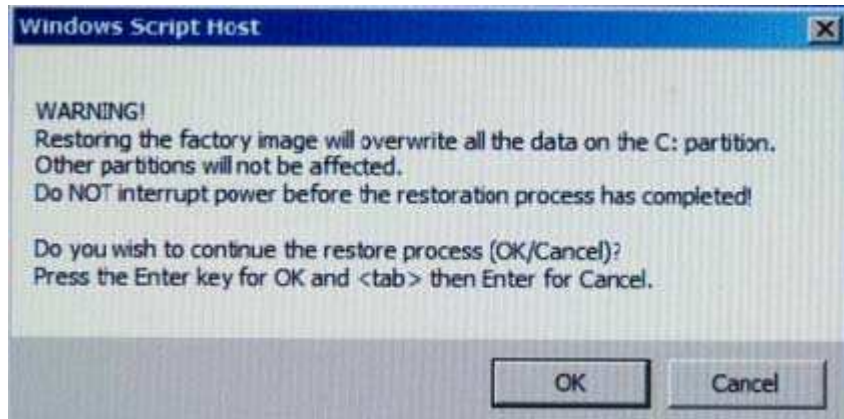 Windows Script Host
WARNING!
Restoring the factory image will overwrite all the data on the C: partition.
Other partitions will not be affected.
Do NOT interrupt power before the restoration process has completed!
Do you wish to continue the restore process (OK/Cancel)?
Press the Enter key for OK and <tab> then Enter for Cancel.
OK Cancel